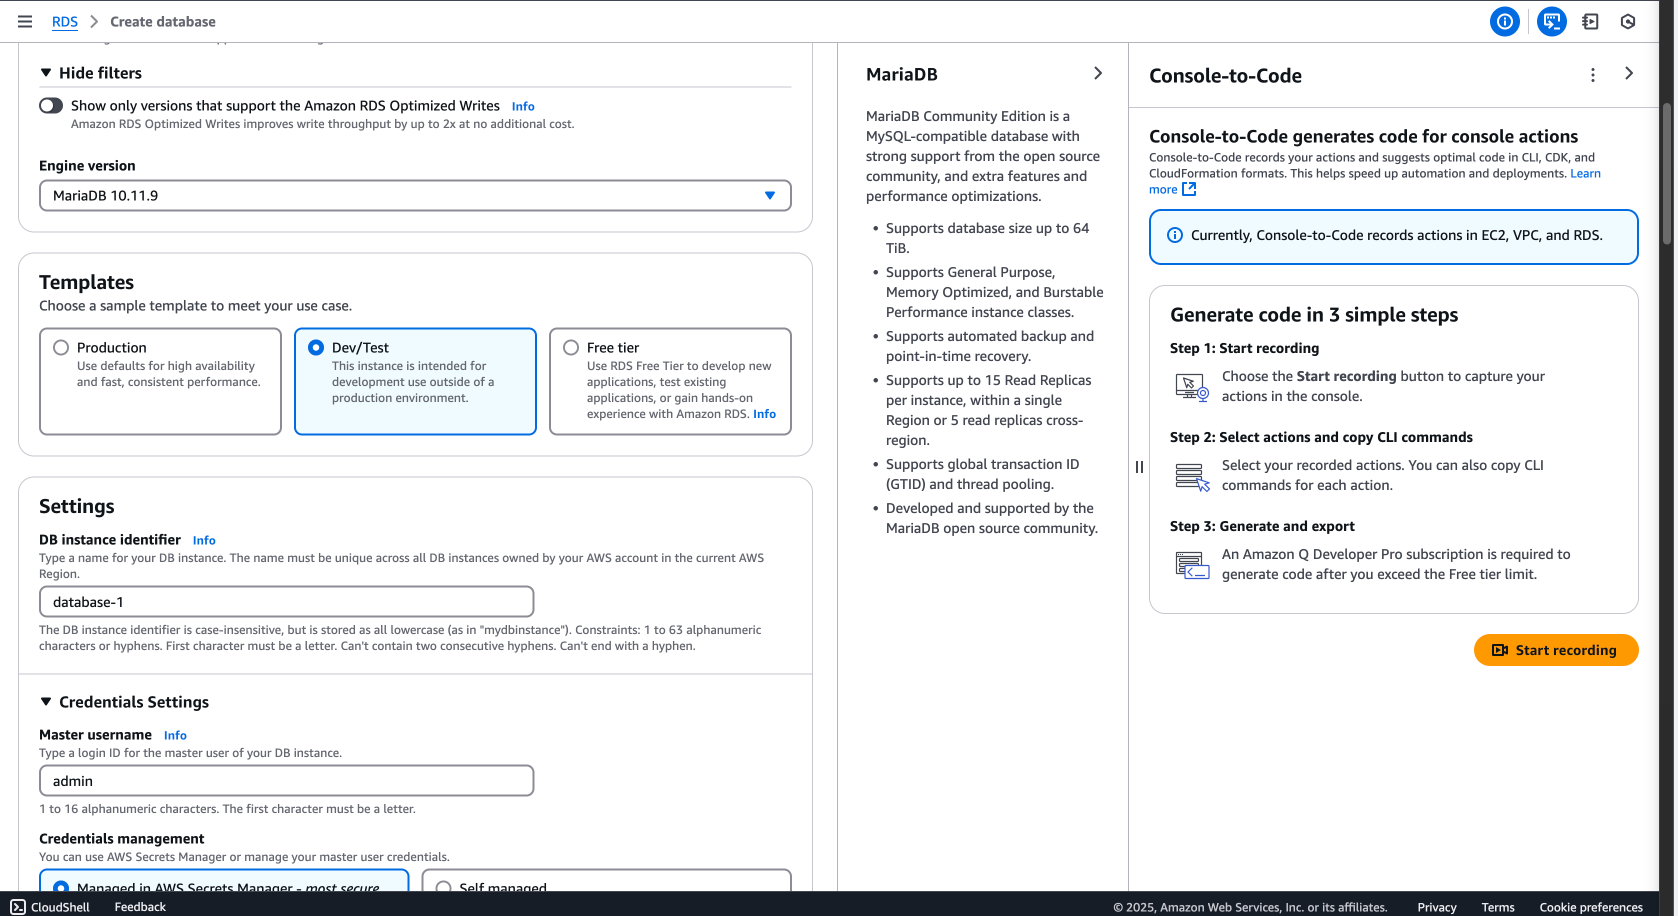 RDS > Create database
Hide filters
Show only versions that support the Amazon RDS Optimized Writes Info
Amazon RDS Optimized Writes improves write throughput by up to 2x at no additional cost.
Engine version
MariaDB 10.11.9
Templates
Choose a sample template to meet your use case.
Production
Use defaults for high availability
and fast, consistent performance.
Dev/Test
This instance is intended for
development use outside of a
production environment.
Free tier
Use RDS Free Tier to develop new
applications, test existing
applications, or gain hands-on
experience with Amazon RDS. Info
Settings
DB instance identifier Info
Type a name for your DB instance. The name must be unique across all DB instances owned by your AWS account in the current AWS
Region.
database-1
The DB instance identifier is case-insensitive, but is stored as all lowercase (as in "mydbinstance"). Constraints: 1 to 63 alphanumeric
characters or hyphens. First character must be a letter. Can't contain two consecutive hyphens. Can't end with a hyphen.
Credentials Settings
Master username Info
Type a login ID for the master user of your DB instance.
admin
1 to 16 alphanumeric characters. The first character must be a letter.
Credentials management
You can use AWS Secrets Manager or manage your master user credentials.
Managed in AWS Secrets Manager - most secure
Self managed
MariaDB
MariaDB Community Edition is a
MySQL-compatible database with
strong support from the open source
community, and extra features and
performance optimizations.
• Supports database size up to 64
TiB.
• Supports General Purpose,
Memory Optimized, and Burstable
Performance instance classes.
• Supports automated backup and
point-in-time recovery.
• Supports up to 15 Read Replicas
per instance, within a single
Region or 5 read replicas cross-
region.
• Supports global transaction ID
(GTID) and thread pooling.
• Developed and supported by the
MariaDB open source community.
Console-to-Code
Console-to-Code generates code for console actions
Console-to-Code records your actions and suggests optimal code in CLI, CDK, and
CloudFormation formats. This helps speed up automation and deployments. Learn
more
Currently, Console-to-Code records actions in EC2, VPC, and RDS.
Generate code in 3 simple steps
Step 1: Start recording
Choose the Start recording button to capture your
actions in the console.
Step 2: Select actions and copy CLI commands
Select your recorded actions. You can also copy CLI
commands for each action.
Step 3: Generate and export
An Amazon Q Developer Pro subscription is required to
generate code after you exceed the Free tier limit.
Start recording
CloudShell Feedback © 2025, Amazon Web Services, Inc. or its affiliates. Privacy Terms Cookie preferences